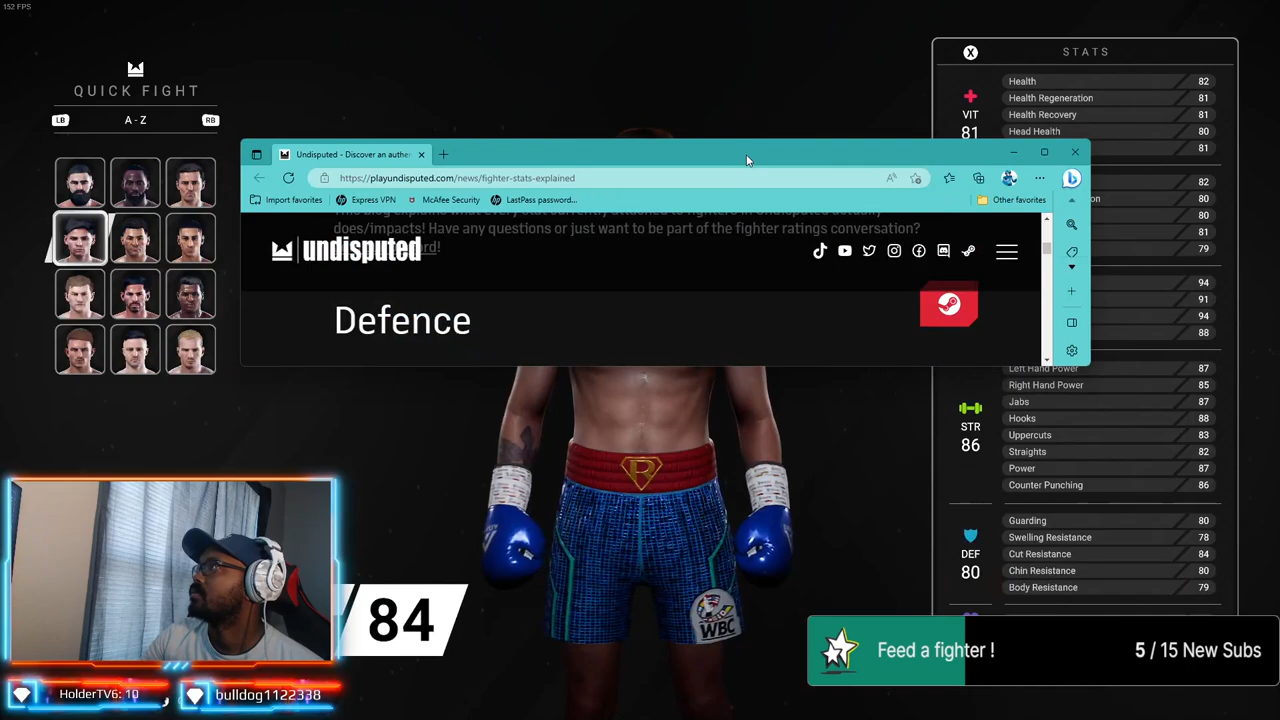 152 FPS
QUICK FIGHT
LB A - Z RB
X STATS
VIT
81
Health 82
Health Regeneration 81
Health Recovery 81
Head Health 80
81
82
80
80
81
79
94
91
94
88
Undisputed - Discover an authe
https://playundisputed.com/news/fighter-stats-explained
Import favorites
Express VPN
McAfee Security
LastPass password...
Other favorites
does/impacts! Have any questions or just want to be part of the fighter ratings conversation?
undisputed
Defence
STR
86
Left Hand Power 87
Right Hand Power 85
Jabs 87
Hooks 88
Uppercuts 83
Straights 82
Power 87
Counter Punching 86
DEF
80
Guarding 80
Swelling Resistance 78
Cut Resistance 84
Chin Resistance 80
Body Resistance 79
R
WBC
84
Feed a fighter ! 5 / 15 New Subs
HolderTV6: 10
bulldog1122338